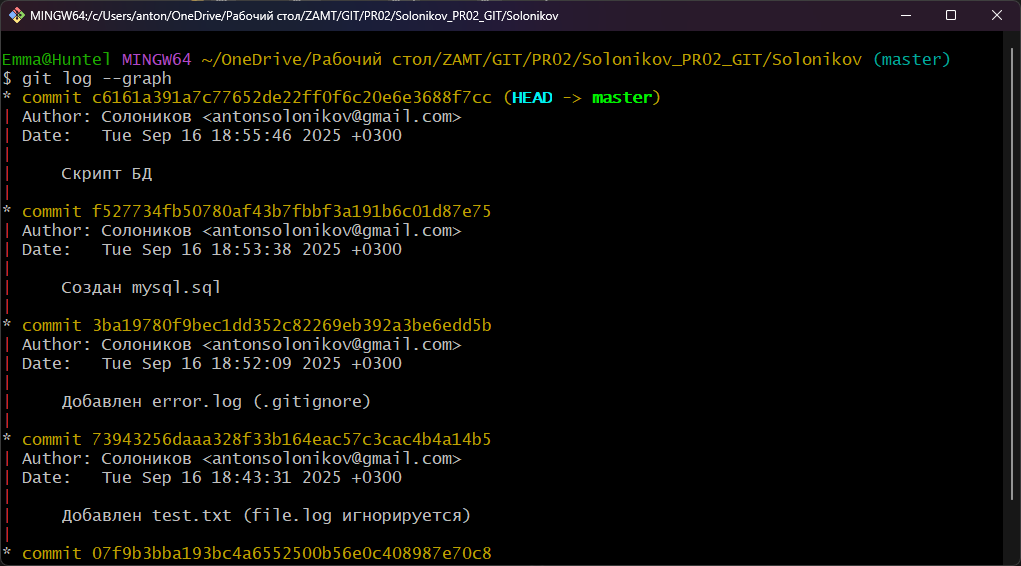 MINGW64:/c/Users/anton/OneDrive/Рабочий стол/ZAMT/GIT/PR02/Solonikov_PR02_GIT/Solonikov
Emma@Huntel MINGW64 ~/OneDrive/Рабочий стол/ZAMT/GIT/PR02/Solonikov_PR02_GIT/Solonikov (master)
$ git log --graph
* commit c6161a391a7c77652de22ff0f6c20e6e3688f7cc (HEAD -> master)
| Author: Солоников <antonsolonikov@gmail.com>
| Date:   Tue Sep 16 18:55:46 2025 +0300
|
|     Скрипт БД
|
* commit f527734fb50780af43b7fbbf3a191b6c01d87e75
| Author: Солоников <antonsolonikov@gmail.com>
| Date:   Tue Sep 16 18:53:38 2025 +0300
|
|     Создан mysql.sql
|
* commit 3ba19780f9bec1dd352c82269eb392a3be6edd5b
| Author: Солоников <antonsolonikov@gmail.com>
| Date:   Tue Sep 16 18:52:09 2025 +0300
|
|     Добавлен error.log (.gitignore)
|
* commit 73943256daaa328f33b164eac57c3cac4b4a14b5
| Author: Солоников <antonsolonikov@gmail.com>
| Date:   Tue Sep 16 18:43:31 2025 +0300
|
|     Добавлен test.txt (file.log игнорируется)
|
* commit 07f9b3bba193bc4a6552500b56e0c408987e70c8